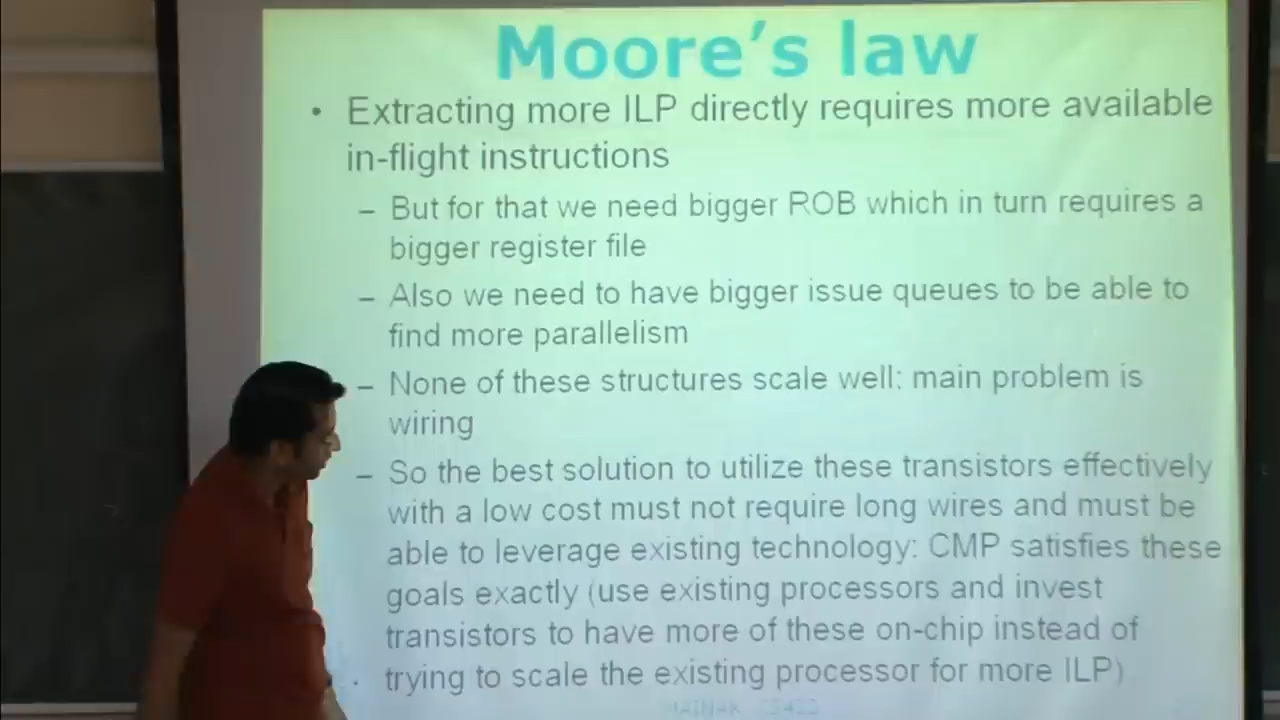 Moore's law
• Extracting more ILP directly requires more available
in-flight instructions
– But for that we need bigger ROB which in turn requires a
bigger register file
– Also we need to have bigger issue queues to be able to
find more parallelism
– None of these structures scale well: main problem is
wiring
– So the best solution to utilize these transistors effectively
with a low cost must not require long wires and must be
able to leverage existing technology: CMP satisfies these
goals exactly (use existing processors and invest
transistors to have more of these on-chip instead of
trying to scale the existing processor for more ILP)
MAINAK CS422